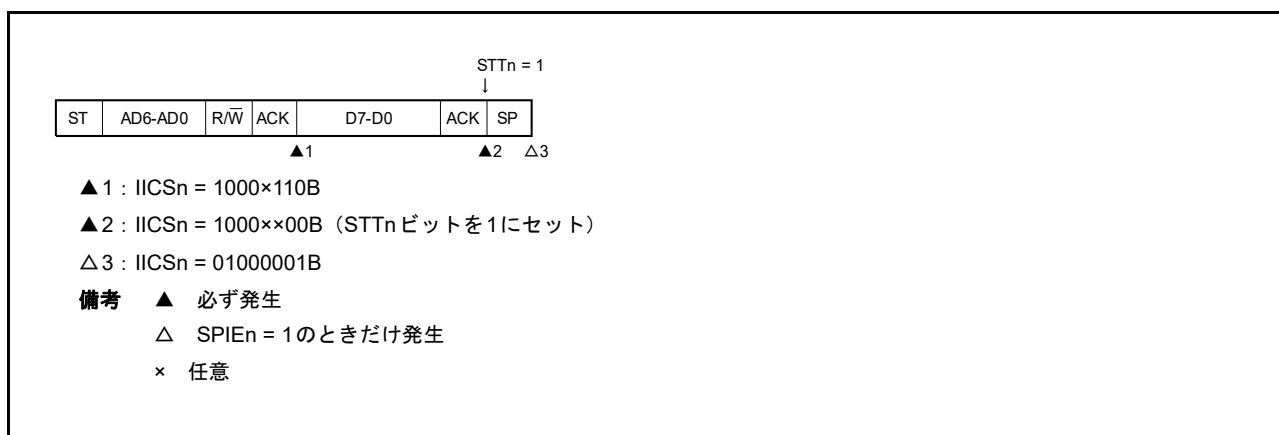 STTn = 1
↓
ST AD6-AD0 R/W̅ ACK D7-D0 ACK SP
▲1 ▲2 △3
▲1：IICSn = 1000×110B
▲2：IICSn = 1000××00B（STTnビットを1にセット）
△3：IICSn = 01000001B
備考 ▲ 必ず発生
△ SPIEn = 1のときだけ発生
× 任意